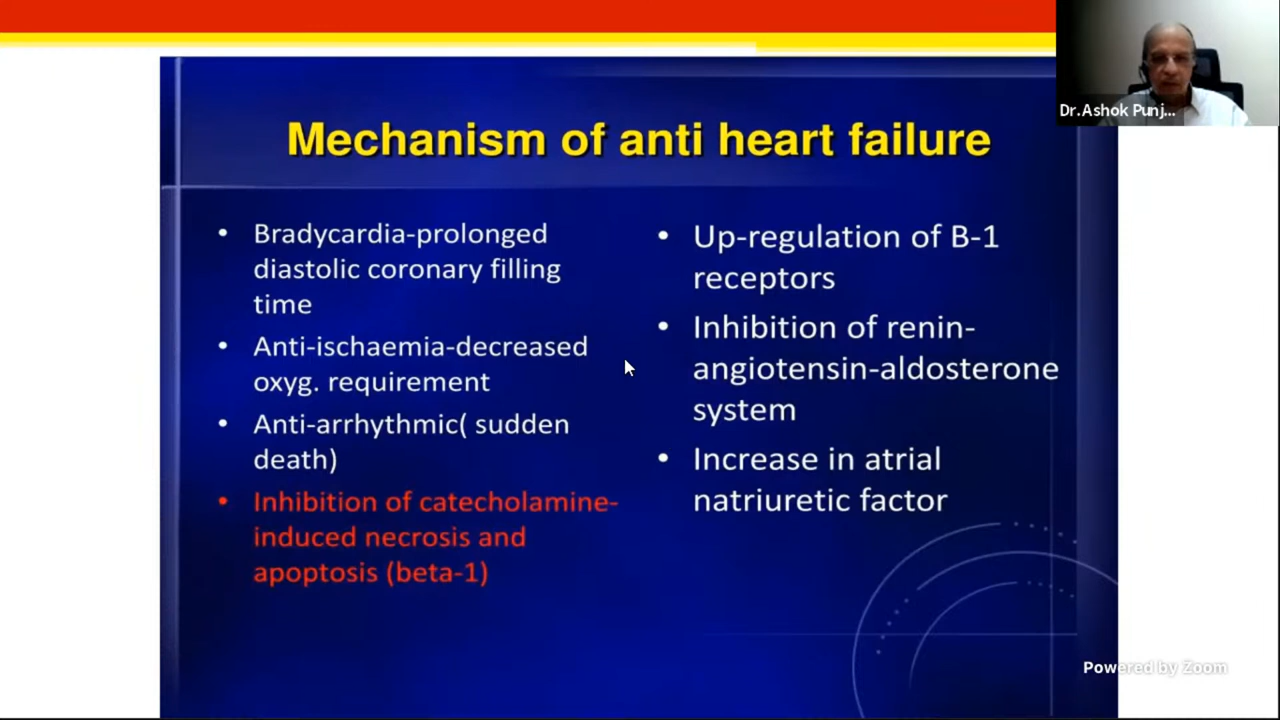 Dr.Ashok Punj...
Mechanism of anti heart failure
• Bradycardia-prolonged
diastolic coronary filling
time
• Anti-ischaemia-decreased
oxyg. requirement
• Anti-arrhythmic( sudden
death)
• Inhibition of catecholamine-
induced necrosis and
apoptosis (beta-1)
• Up-regulation of B-1
receptors
• Inhibition of renin-
angiotensin-aldosterone
system
• Increase in atrial
natriuretic factor
Powered by Zoom